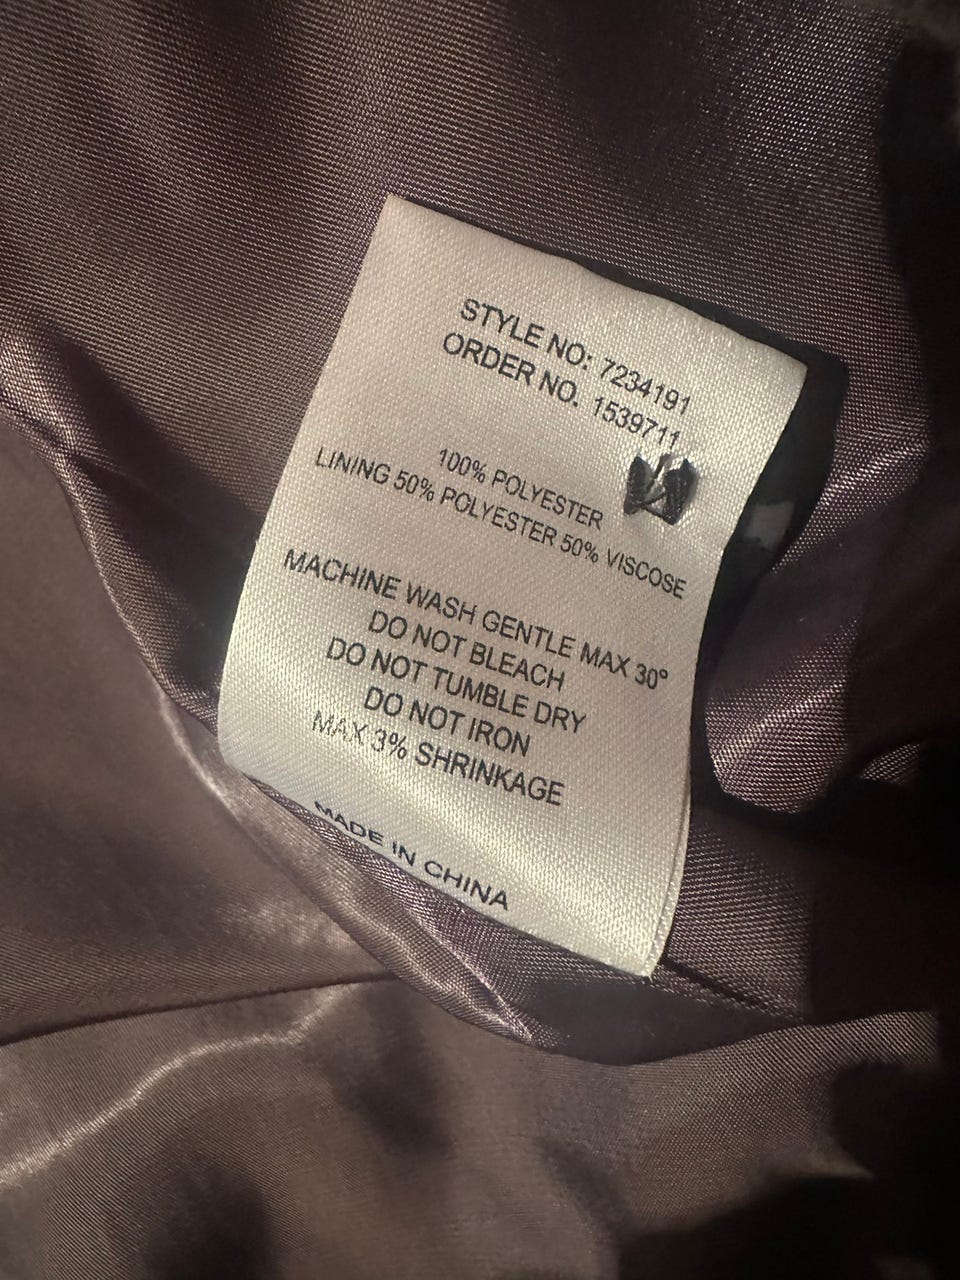 STYLE NO: 7234191
ORDER NO. 1539711
100% POLYESTER
LINING 50% POLYESTER 50% VISCOSE
MACHINE WASH GENTLE MAX 30°
DO NOT BLEACH
DO NOT TUMBLE DRY
DO NOT IRON
MAX 3% SHRINKAGE
MADE IN CHINA